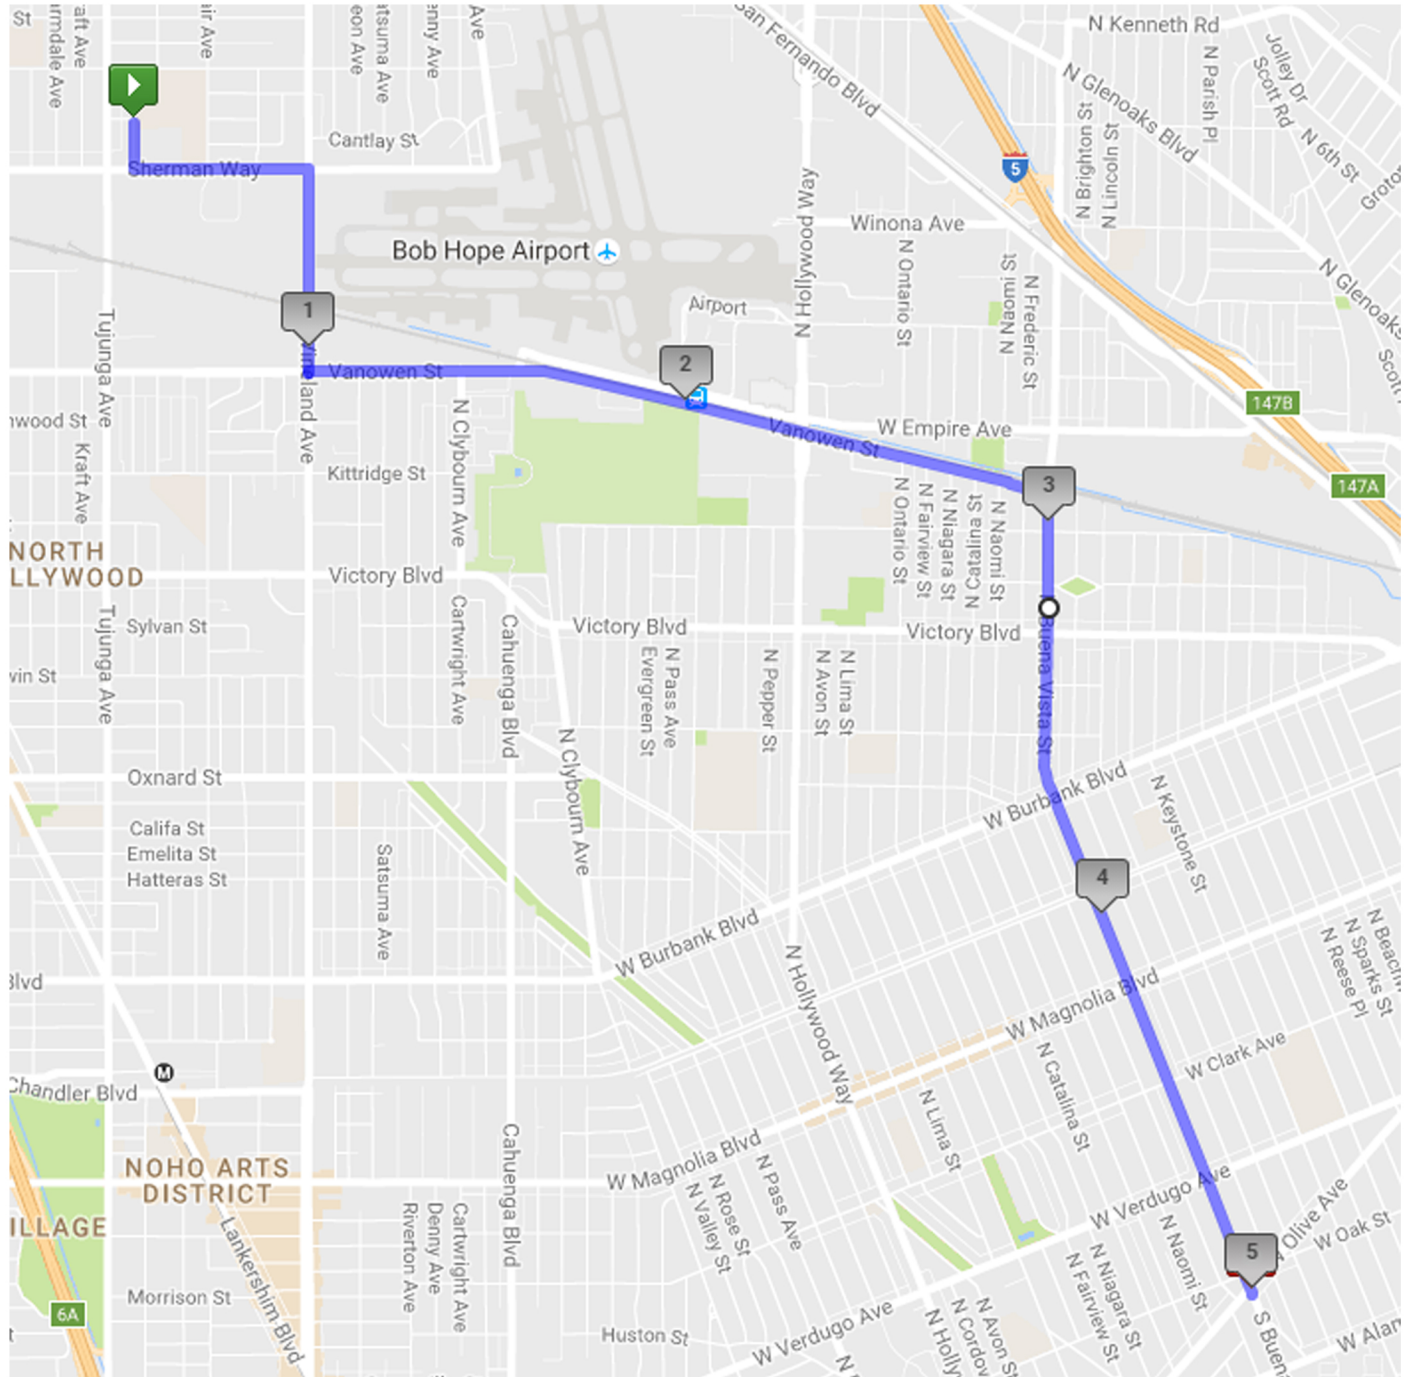 St
Ave
N Kenneth Rd
San Fernando Blvd
N Glenoaks Blvd
N Parish Pl
Jolley Dr
Scott Rd
N 6th St
N Brighton St
N Lincoln St
Cantlay St
Sherman Way
5
Winona Ave
N Hollywood Way
Bob Hope Airport
N Ontario St
N Naomi St
N Frederic St
N Glenoaks
Airport
1
2
Tujunga Ave
Vanowen St
147B
W Empire Ave
Vanowen St
Kraft Ave
Kittridge St
N Clybourn Ave
3
147A
N Ontario St
N Fairview St
N Niagara St
N Catalina St
N Naomi St
NORTH
LLYWOOD
Victory Blvd
Tujunga Ave
Sylvan St
Cartwright Ave
Cahuenga Blvd
Victory Blvd
Victory Blvd
N Buena Vista St
Evergreen St
N Pass Ave
N Pepper St
N Avon St
N Lima St
Oxnard St
N Clybourn Ave
W Burbank Blvd
N Keystone St
Califa St
Emelita St
Hatteras St
Satsuma Ave
4
W Burbank Blvd
N Hollywood Way
N Reese Pl
N Sparks St
Blvd
W Magnolia Blvd
W Clark Ave
M
Chandler Blvd
N Catalina St
N Lima St
Cahuenga Blvd
W Magnolia Blvd
NOHO ARTS
DISTRICT
ILLAGE
N Valley St
N Rose St
N Pass Ave
W Verdugo Ave
Olive Ave
W Oak St
5
Lankershim Blvd
Riverton Ave
Denny Ave
Cartwright Ave
N Naomi St
N Niagara St
N Fairview St
6A
Morrison St
Huston St
W Verdugo Ave
N Holly
N Cordov
N Avon St
S Buen
W Alam